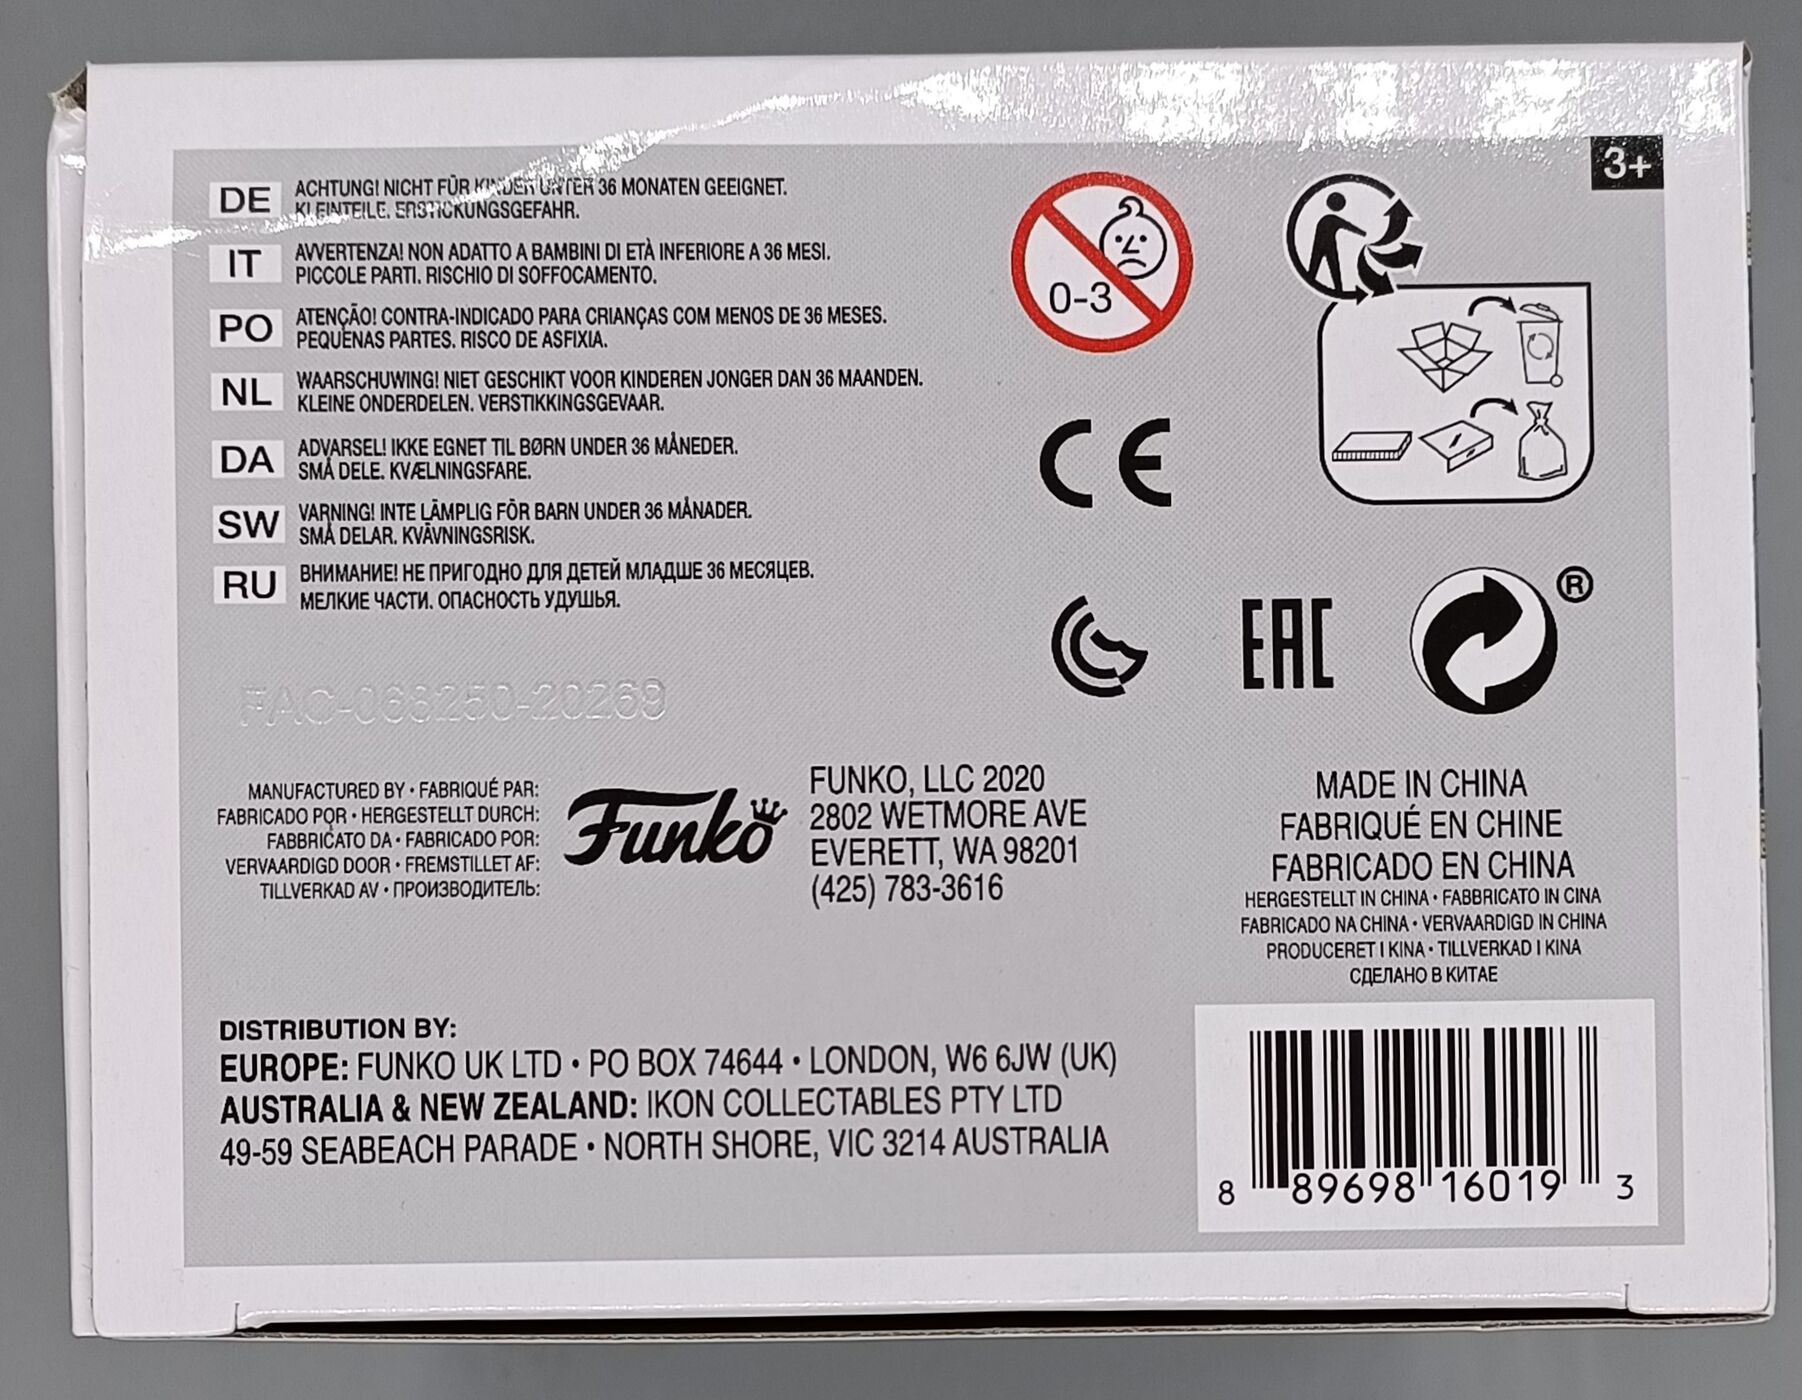 3+
DE
ACHTUNG! NICHT FÜR KINDER UNTER 36 MONATEN GEEIGNET.
KLEINTEILE. ERSTICKUNGSGEFAHR.
IT
AVVERTENZA! NON ADATTO A BAMBINI DI ETÀ INFERIORE A 36 MESI.
PICCOLE PARTI. RISCHIO DI SOFFOCAMENTO.
PO
ATENÇÃO! CONTRA-INDICADO PARA CRIANÇAS COM MENOS DE 36 MESES.
PEQUENAS PARTES. RISCO DE ASFIXIA.
NL
WAARSCHUWING! NIET GESCHIKT VOOR KINDEREN JONGER DAN 36 MAANDEN.
KLEINE ONDERDELEN. VERSTIKKINGSGEVAAR.
DA
ADVARSEL! IKKE EGNET TIL BØRN UNDER 36 MÅNEDER.
SMÅ DELE. KVÆLNINGSFARE.
SW
VARNING! INTE LÄMPLIG FÖR BARN UNDER 36 MÅNADER.
SMÅ DELAR. KVÄVNINGSRISK.
RU
ВНИМАНИЕ! НЕ ПРИГОДНО ДЛЯ ДЕТЕЙ МЛАДШЕ 36 МЕСЯЦЕВ.
МЕЛКИЕ ЧАСТИ. ОПАСНОСТЬ УДУШЬЯ.
0-3
CE
EAC
®
FAC-068250-20269
MANUFACTURED BY • FABRIQUÉ PAR:
FABRICADO POR • HERGESTELLT DURCH:
FABBRICATO DA • FABRICADO POR:
VERVAARDIGD DOOR • FREMSTILLET AF:
TILLVERKAD AV • ПРОИЗВОДИТЕЛЬ:
Funko
FUNKO, LLC 2020
2802 WETMORE AVE
EVERETT, WA 98201
(425) 783-3616
MADE IN CHINA
FABRIQUÉ EN CHINE
FABRICADO EN CHINA
HERGESTELLT IN CHINA • FABBRICATO IN CINA
FABRICADO NA CHINA • VERVAARDIGD IN CHINA
PRODUCERET I KINA • TILLVERKAD I KINA
СДЕЛАНО В КИТАЕ
DISTRIBUTION BY:
EUROPE: FUNKO UK LTD • PO BOX 74644 • LONDON, W6 6JW (UK)
AUSTRALIA & NEW ZEALAND: IKON COLLECTABLES PTY LTD
49-59 SEABEACH PARADE • NORTH SHORE, VIC 3214 AUSTRALIA
8 89698 16019 3